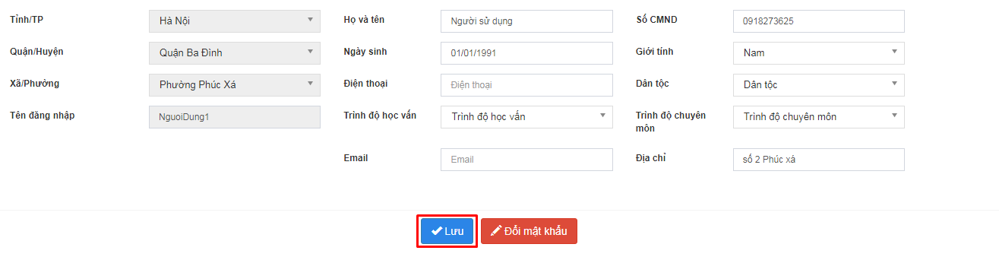 Tỉnh/TP Hà Nội Họ và tên Người sử dụng Số CMND 0918273625
Quận/Huyện Quận Ba Đình Ngày sinh 01/01/1991 Giới tính Nam
Xã/Phường Phường Phúc Xá Điện thoại Điện thoại Dân tộc Dân tộc
Tên đăng nhập NguoiDung1 Trình độ học vấn Trình độ học vấn Trình độ chuyên môn Trình độ chuyên môn
Email Email Địa chỉ số 2 Phúc xá
Lưu Đổi mật khẩu